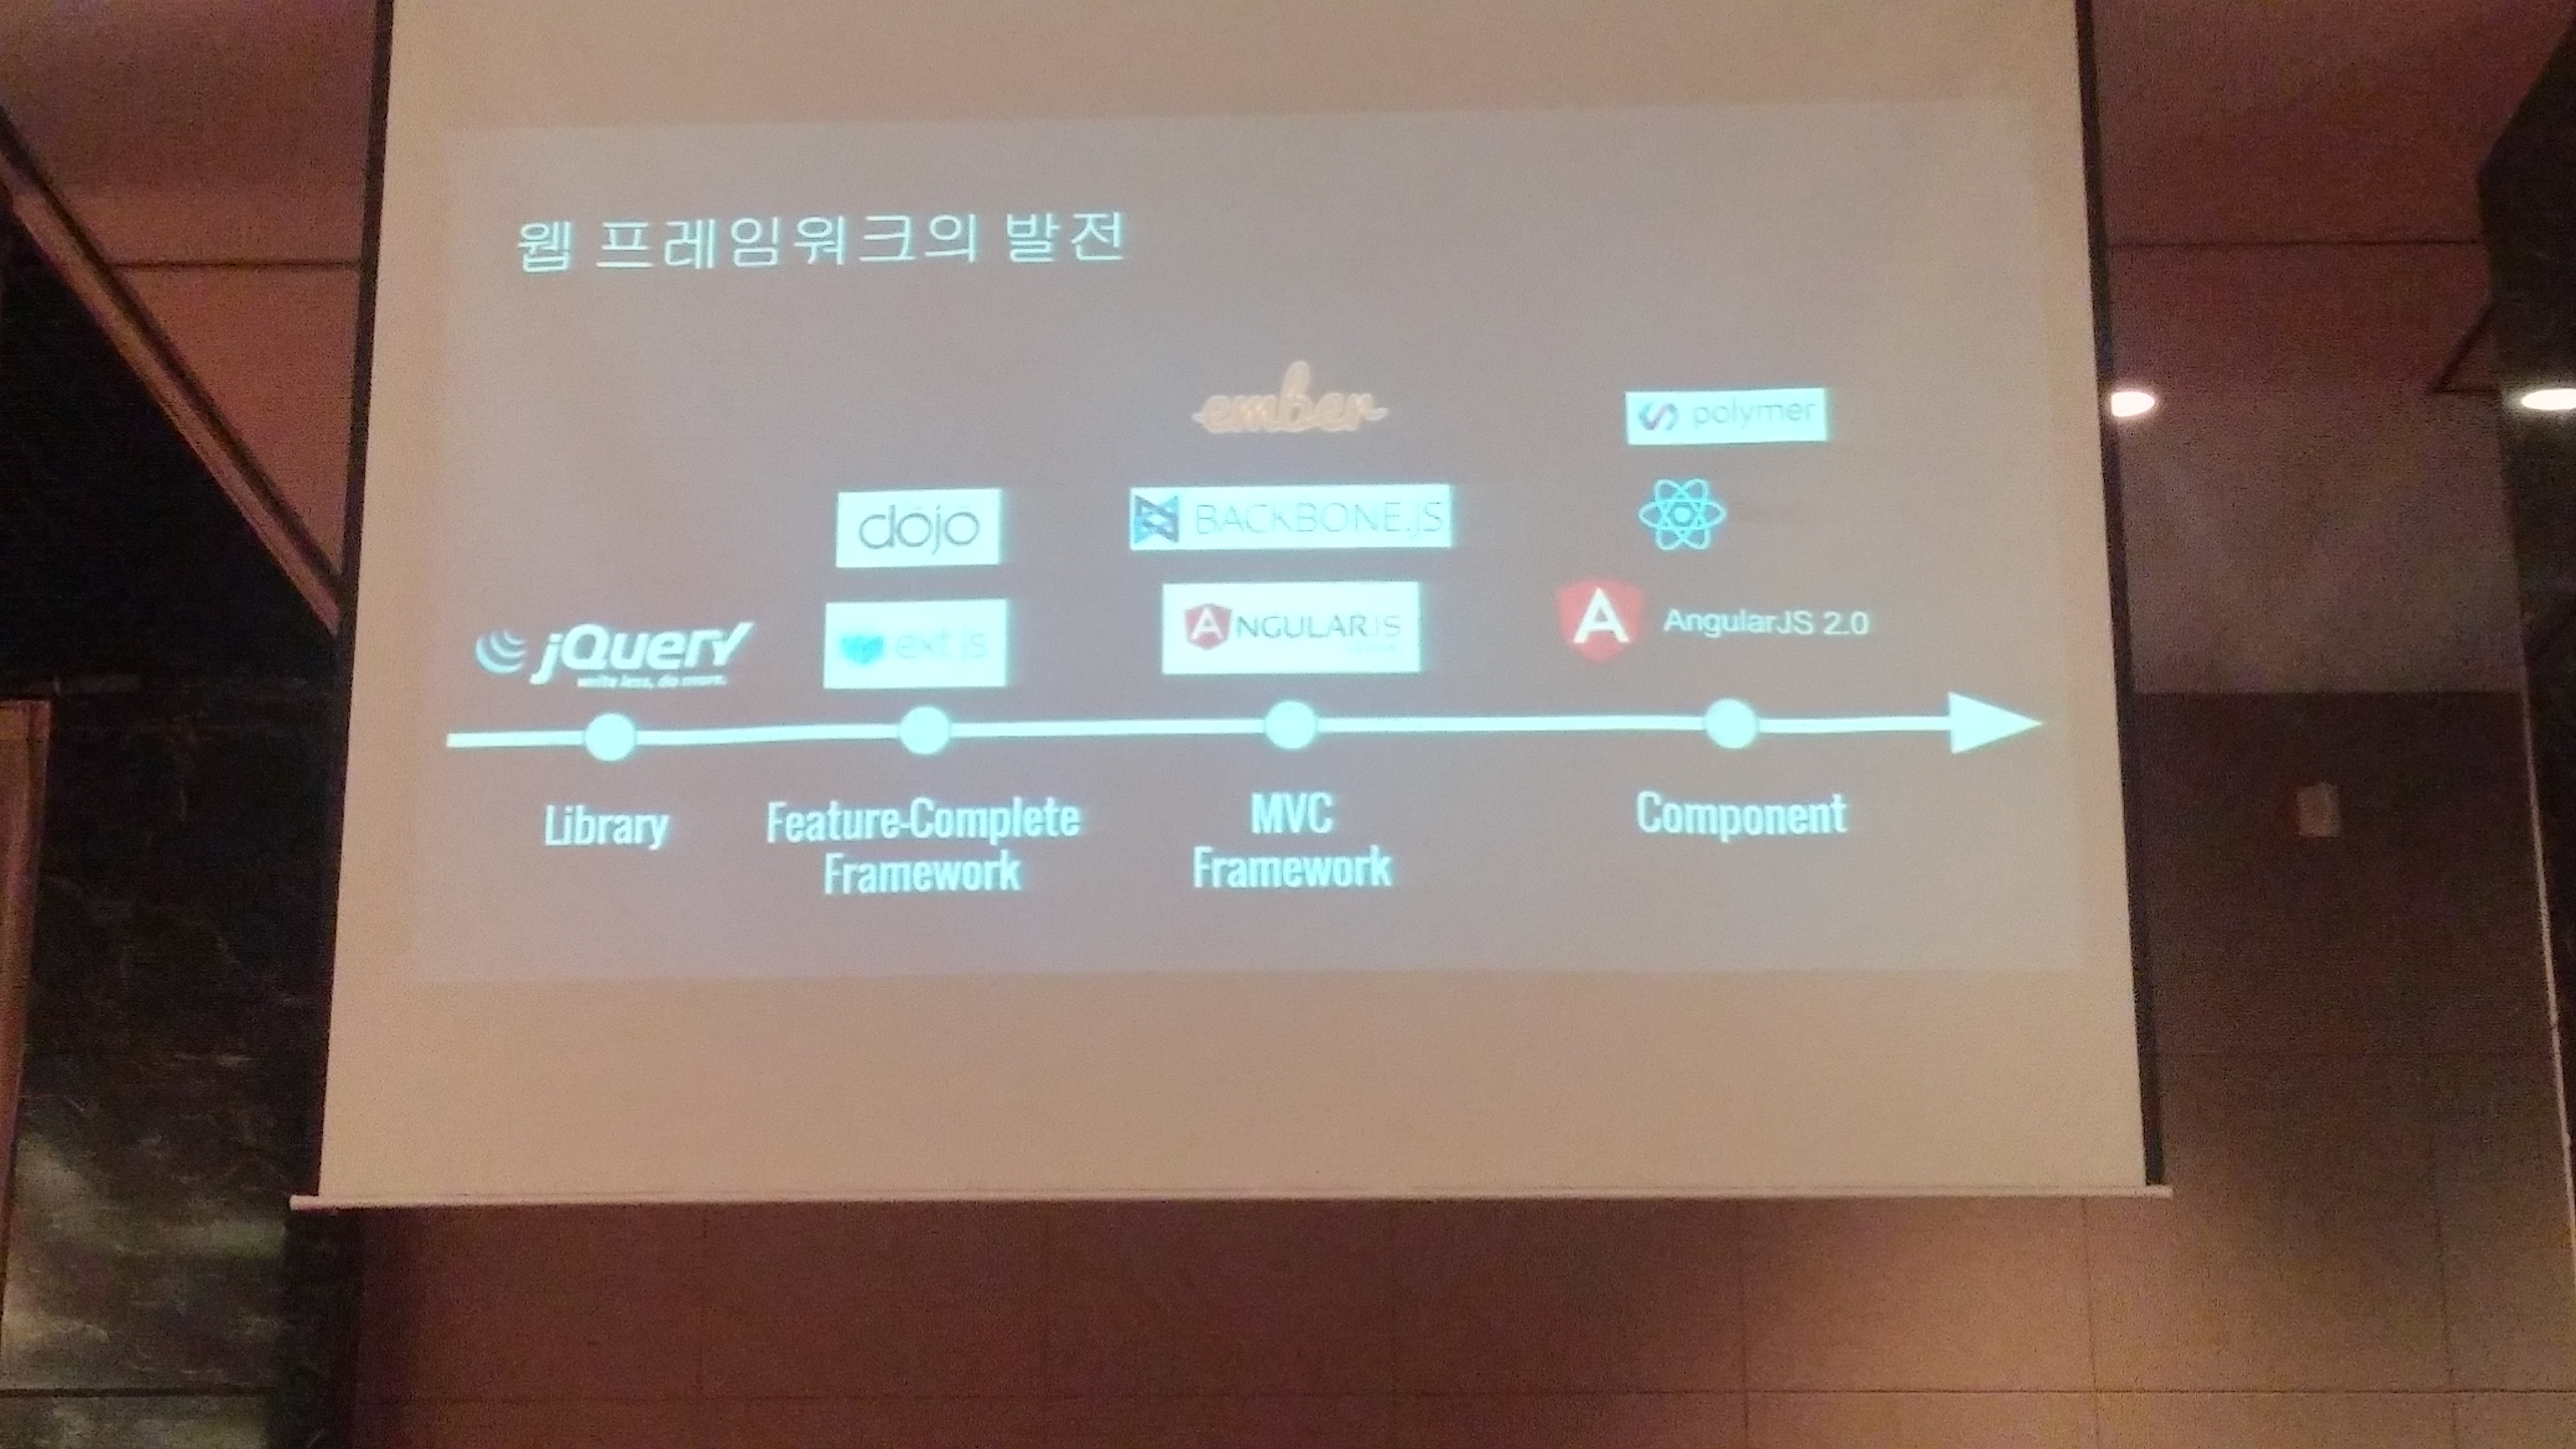 웹 프레임워크의 발전
ember
polymer
dojo
BACKBONE.JS
jQuery
write less, do more.
ext js
ANGULARJS
AngularJS 2.0
Library
Feature-Complete
Framework
MVC
Framework
Component